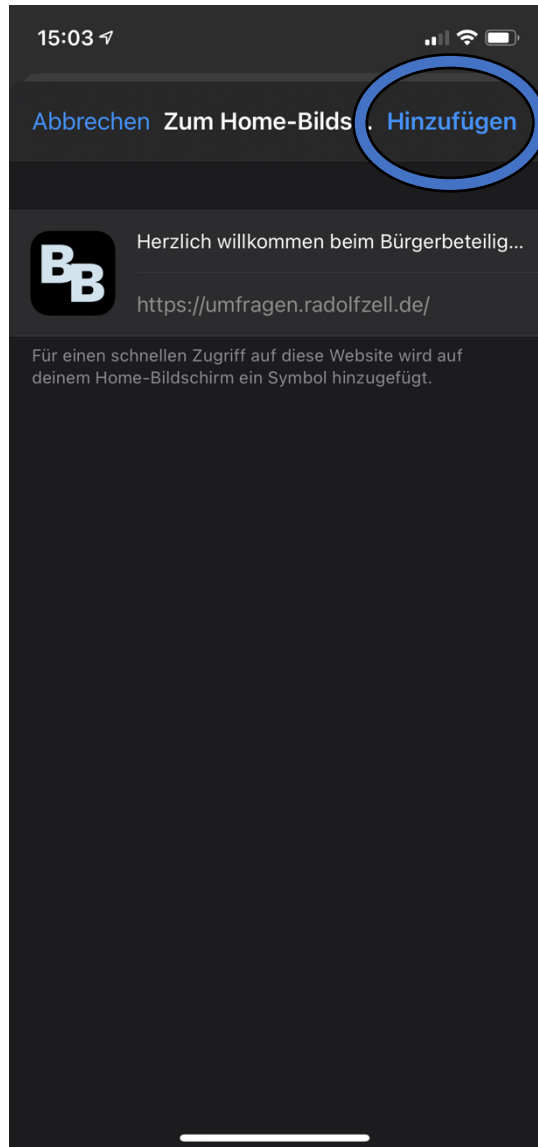 15:03
Abbrechen Zum Home-Bilds... Hinzufügen
BB
Herzlich willkommen beim Bürgerbeteilig...
https://umfragen.radolfzell.de/
Für einen schnellen Zugriff auf diese Website wird auf
deinem Home-Bildschirm ein Symbol hinzugefügt.